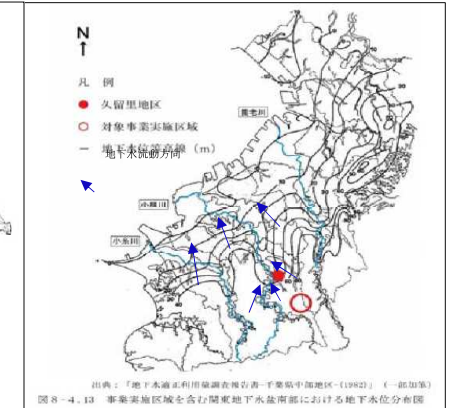 N
凡 例
久留里地区
対象事業実施区域
地下水位等高線 (m)
地下水流動方向
養老川
小櫃川
小糸川
出典:「地下水適正利用量調査報告書-千葉県中部地区-(1982)」(一部加筆)
図8-4.13 事業実施区域を含む関東地下水盆南部における地下水位分布図